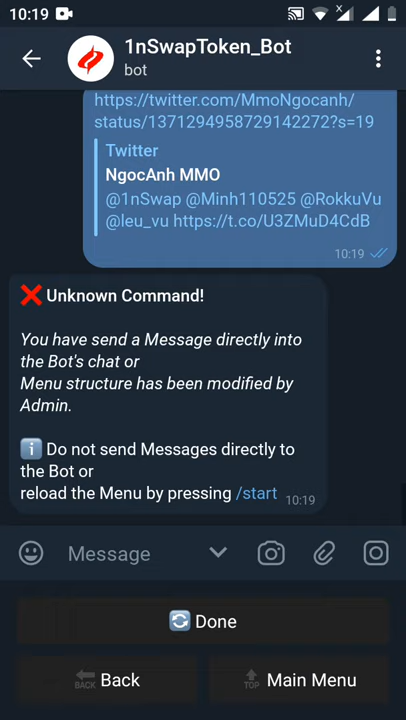 10:19
1nSwapToken_Bot
bot
https://twitter.com/MmoNgocanh/
status/1371294958729142272?s=19
Twitter
NgocAnh MMO
@1nSwap @Minh110525 @RokkuVu
@leu_vu https://t.co/U3ZMuD4CdB
10:19
❌ Unknown Command!
You have send a Message directly into
the Bot's chat or
Menu structure has been modified by
Admin.
ℹ️ Do not send Messages directly to
the Bot or
reload the Menu by pressing /start
10:19
Message
Done
BACK Back
TOP Main Menu